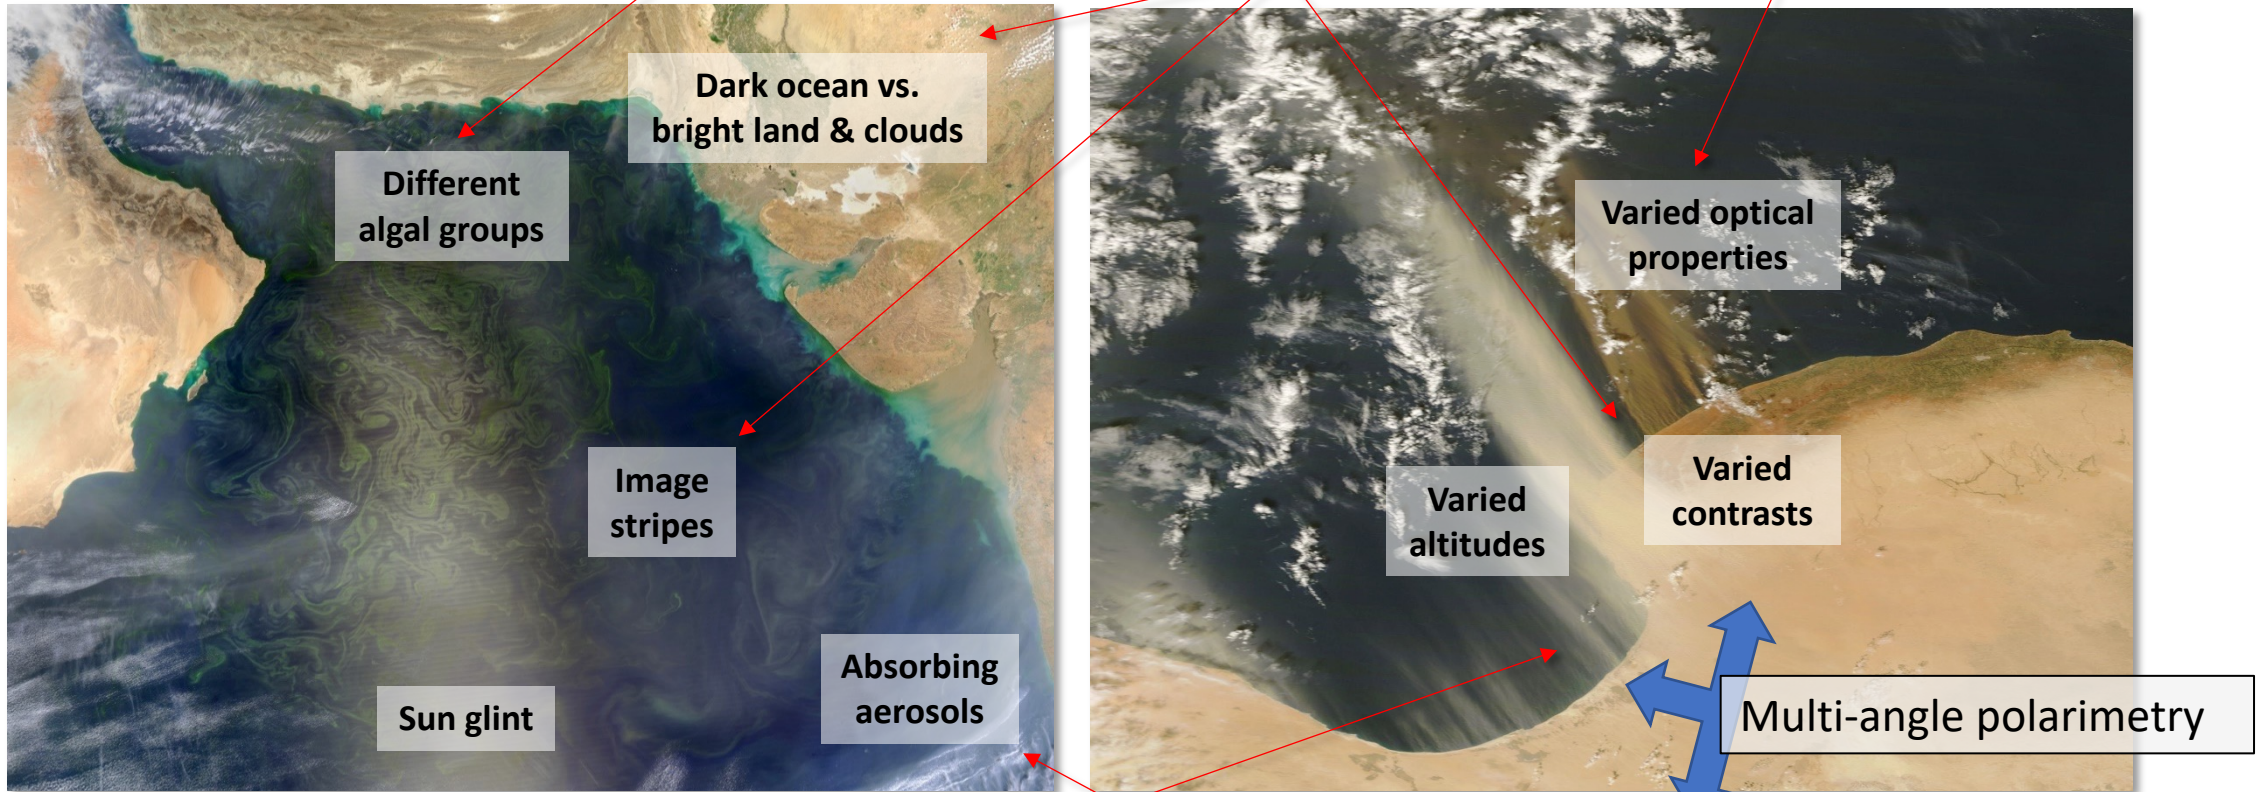 Dark ocean vs.
bright land & clouds
Different
algal groups
Image
stripes
Absorbing
aerosols
Sun glint
Varied optical
properties
Varied
contrasts
Varied
altitudes
Multi-angle polarimetry